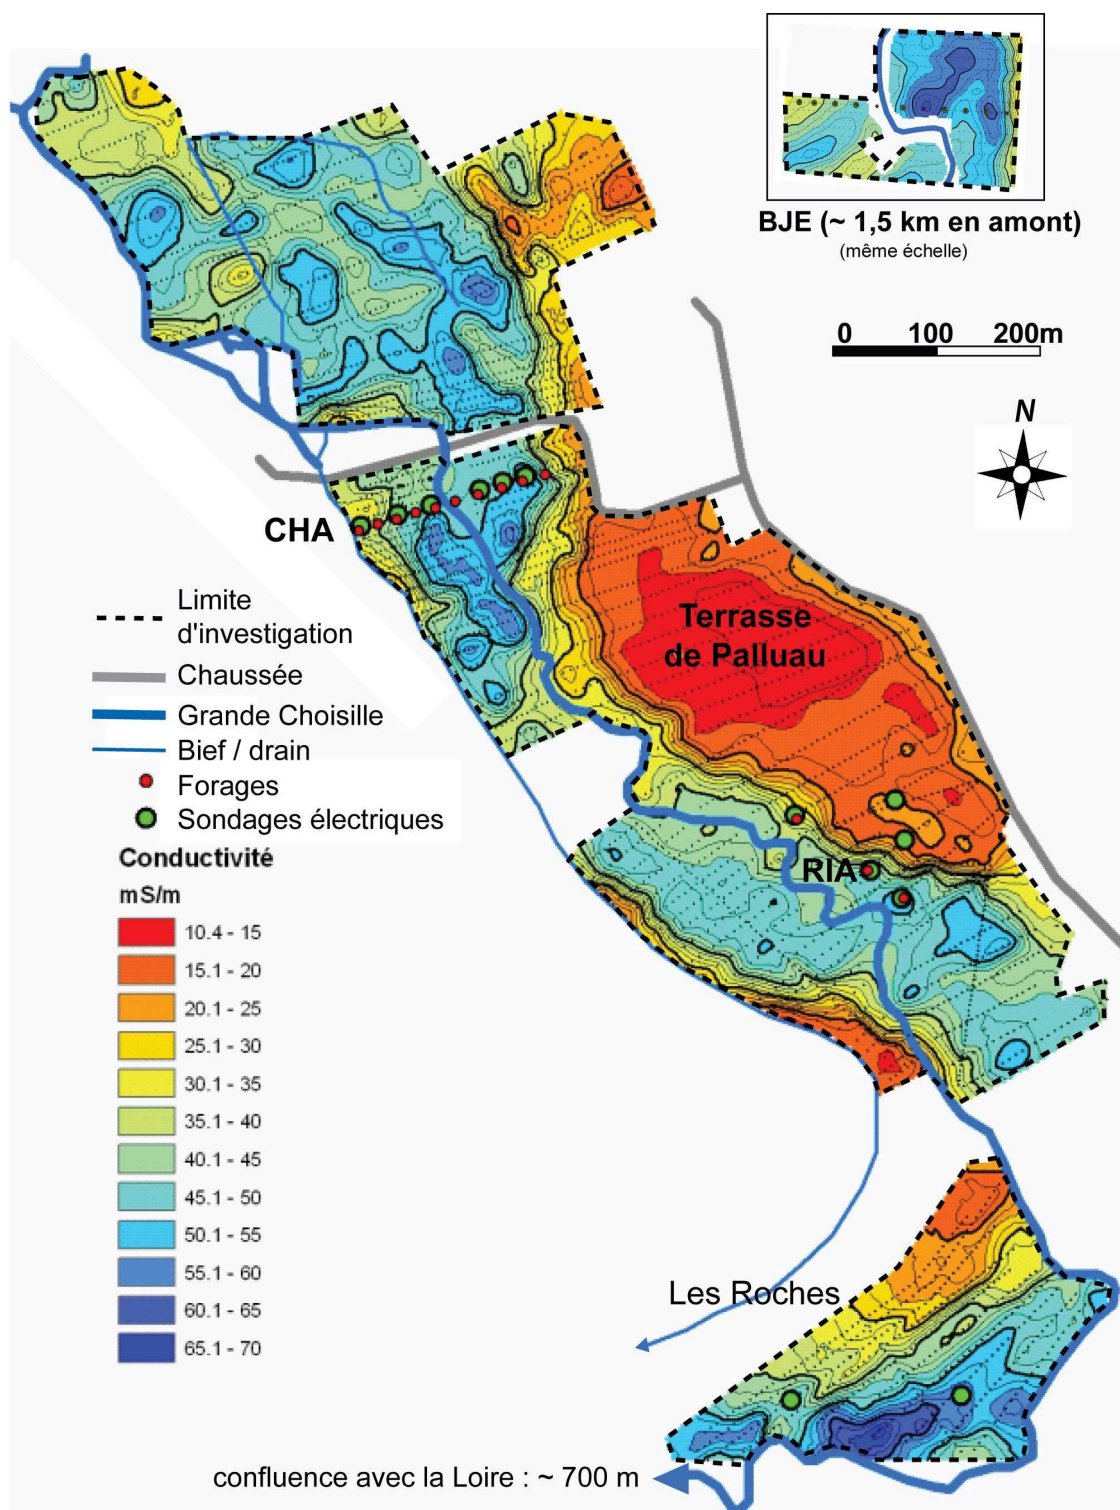 BJE (~ 1,5 km en amont)
(même échelle)
0 100 200m
N
CHA
Limite
d'investigation
Chaussée
Grande Choisille
Bief / drain
Forages
Sondages électriques
Terrasse
de Palluau
RIA
Conductivité
mS/m
10.4 - 15
15.1 - 20
20.1 - 25
25.1 - 30
30.1 - 35
35.1 - 40
40.1 - 45
45.1 - 50
50.1 - 55
55.1 - 60
60.1 - 65
65.1 - 70
Les Roches
confluence avec la Loire : ~ 700 m